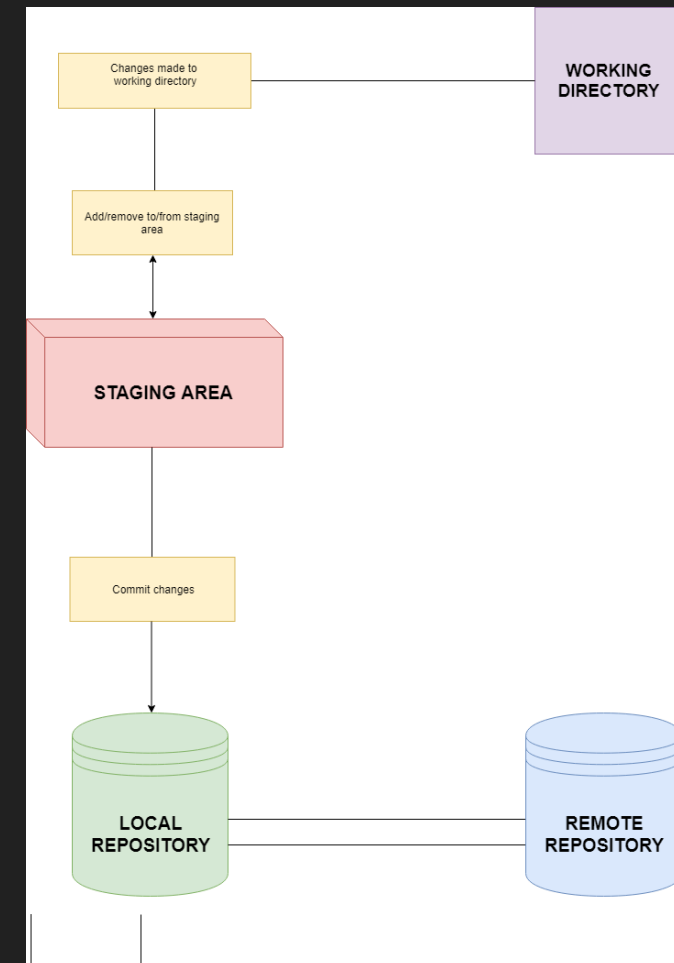 Changes made to
working directory
WORKING
DIRECTORY
Add/remove to/from staging
area
STAGING AREA
Commit changes
LOCAL
REPOSITORY
REMOTE
REPOSITORY